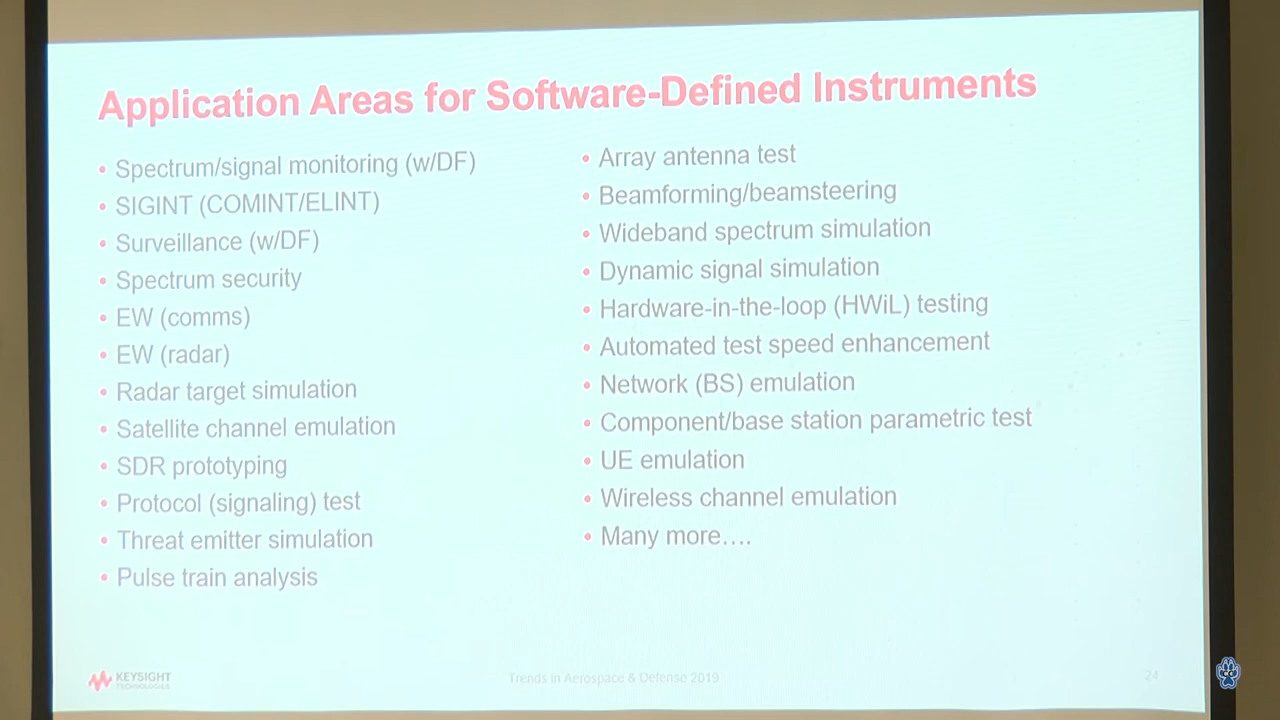 Application Areas for Software-Defined Instruments
• Spectrum/signal monitoring (w/DF)
• SIGINT (COMINT/ELINT)
• Surveillance (w/DF)
• Spectrum security
• EW (comms)
• EW (radar)
• Radar target simulation
• Satellite channel emulation
• SDR prototyping
• Protocol (signaling) test
• Threat emitter simulation
• Pulse train analysis
• Array antenna test
• Beamforming/beamsteering
• Wideband spectrum simulation
• Dynamic signal simulation
• Hardware-in-the-loop (HWiL) testing
• Automated test speed enhancement
• Network (BS) emulation
• Component/base station parametric test
• UE emulation
• Wireless channel emulation
• Many more….
KEYSIGHT
TECHNOLOGIES
Trends in Aerospace & Defense 2019
24